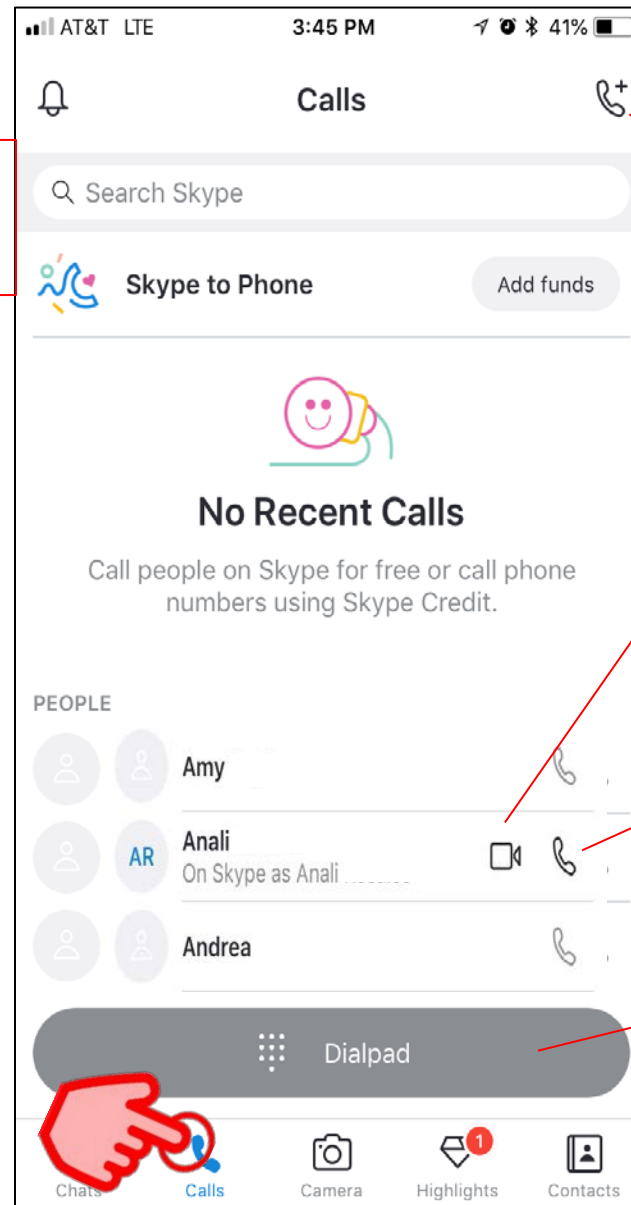 AT&T LTE 3:45 PM 41%
Calls
Search Skype
Skype to Phone Add funds
No Recent Calls
Call people on Skype for free or call phone
numbers using Skype Credit.
PEOPLE
Amy
AR Anali
On Skype as Anali
Andrea
Dialpad
1
Chats Calls Camera Highlights Contacts